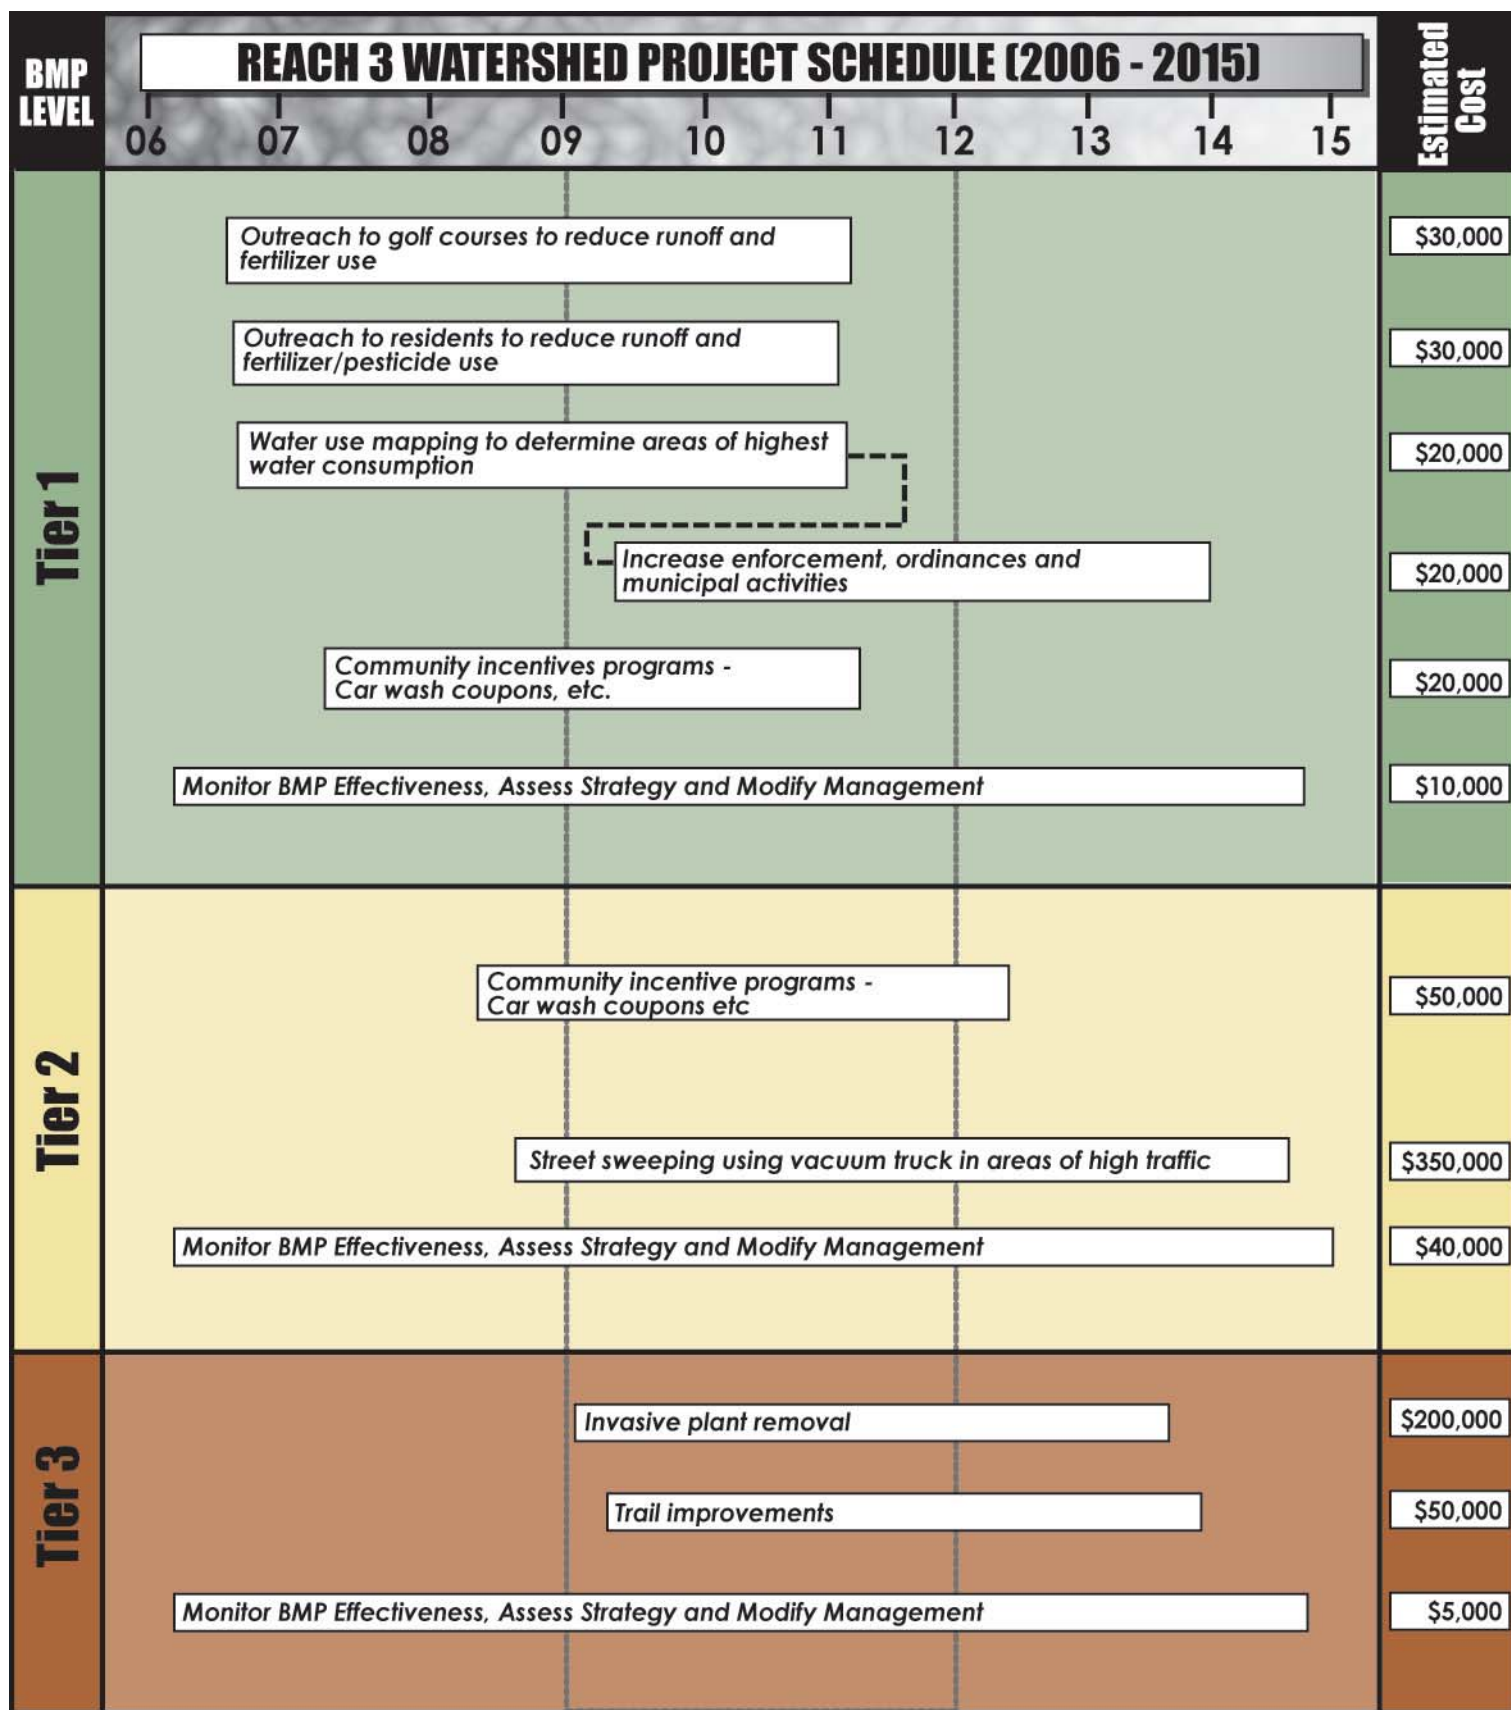 BMP
LEVEL
REACH 3 WATERSHED PROJECT SCHEDULE (2006 - 2015)
06 07 08 09 10 11 12 13 14 15
Estimated
Cost
Tier 1
Outreach to golf courses to reduce runoff and
fertilizer use
$30,000
Outreach to residents to reduce runoff and
fertilizer/pesticide use
$30,000
Water use mapping to determine areas of highest
water consumption
$20,000
Increase enforcement, ordinances and
municipal activities
$20,000
Community incentives programs -
Car wash coupons, etc.
$20,000
Monitor BMP Effectiveness, Assess Strategy and Modify Management
$10,000
Tier 2
Community incentive programs -
Car wash coupons etc
$50,000
Street sweeping using vacuum truck in areas of high traffic
$350,000
Monitor BMP Effectiveness, Assess Strategy and Modify Management
$40,000
Tier 3
Invasive plant removal
$200,000
Trail improvements
$50,000
Monitor BMP Effectiveness, Assess Strategy and Modify Management
$5,000